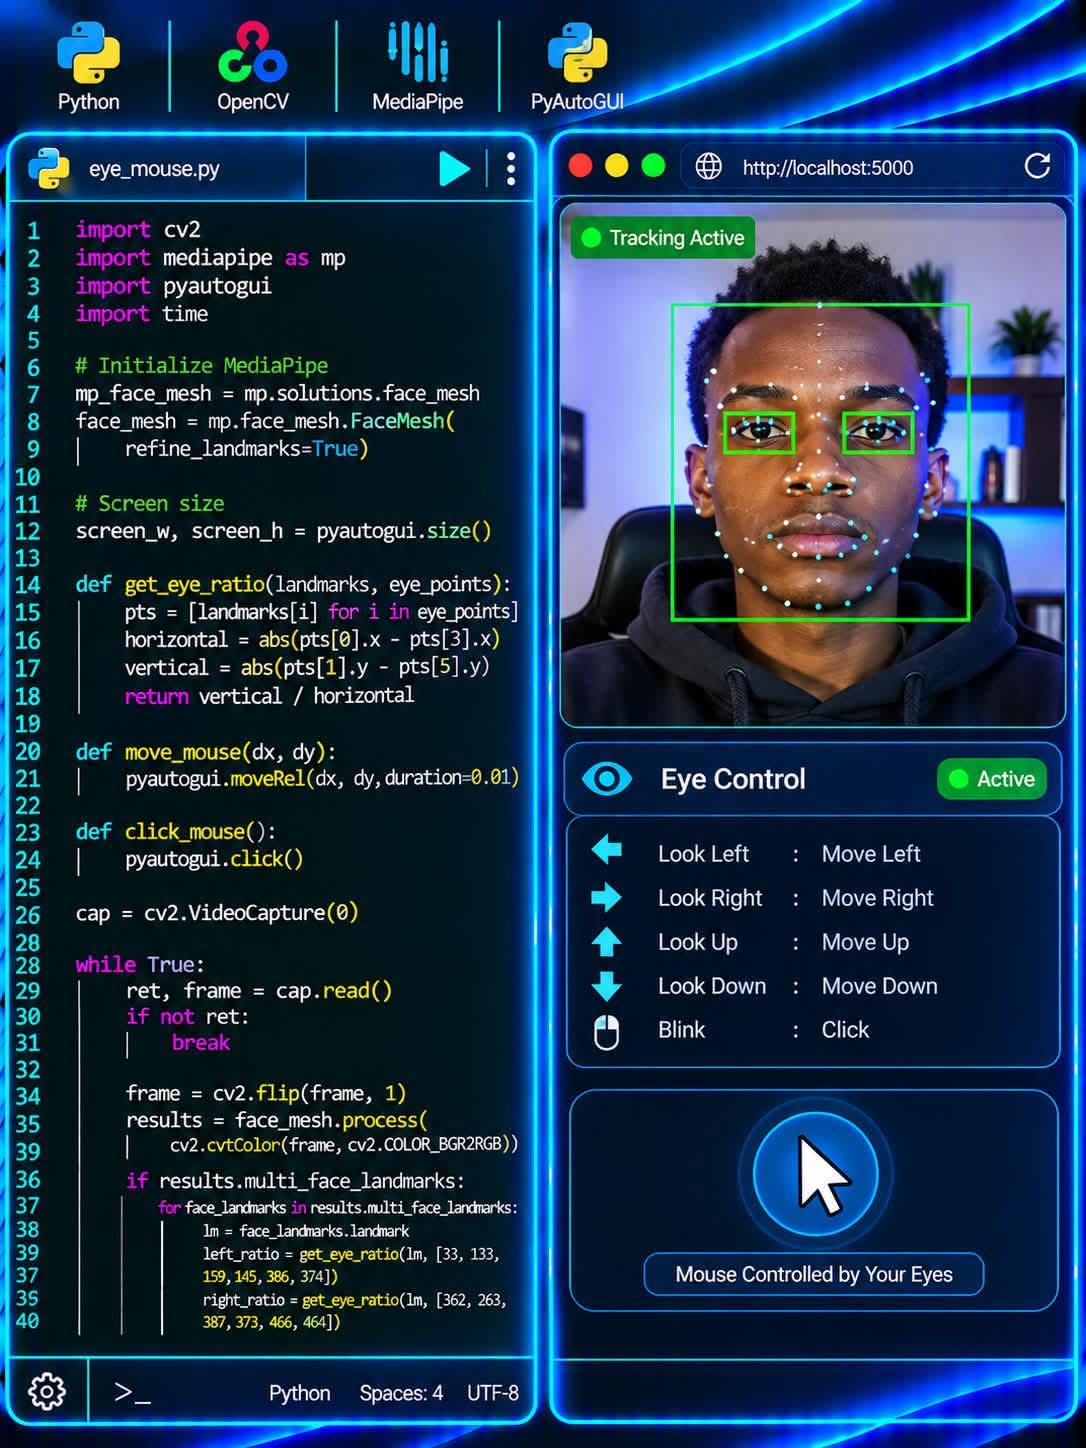 Python
OpenCV
MediaPipe
PyAutoGUI
eye_mouse.py
1 import cv2
2 import mediapipe as mp
3 import pyautogui
4 import time
5
6 # Initialize MediaPipe
7 mp_face_mesh = mp.solutions.face_mesh
8 face_mesh = mp.face_mesh.FaceMesh(
9 refine_landmarks=True)
10
11 # Screen size
12 screen_w, screen_h = pyautogui.size()
13
14 def get_eye_ratio(landmarks, eye_points):
15 pts = [landmarks[i] for i in eye_points]
16 horizontal = abs(pts[0].x - pts[3].x)
17 vertical = abs(pts[1].y - pts[5].y)
18 return vertical / horizontal
19
20 def move_mouse(dx, dy):
21 pyautogui.moveRel(dx, dy,duration=0.01)
22
23 def click_mouse():
24 pyautogui.click()
25
26 cap = cv2.VideoCapture(0)
28
28 while True:
29 ret, frame = cap.read()
30 if not ret:
31 break
32
34 frame = cv2.flip(frame, 1)
35 results = face_mesh.process(
39 cv2.cvtColor(frame, cv2.COLOR_BGR2RGB))
36 if results.multi_face_landmarks:
37 for face_landmarks in results.multi_face_landmarks:
38 lm = face_landmarks.landmark
39 left_ratio = get_eye_ratio(lm, [33, 133,
37 159, 145, 386, 374])
35 right_ratio = get_eye_ratio(lm, [362, 263,
40 387, 373, 466, 464])
>_ Python Spaces: 4 UTF-8
http://localhost:5000
Tracking Active
Eye Control Active
Look Left : Move Left
Look Right : Move Right
Look Up : Move Up
Look Down : Move Down
Blink : Click
Mouse Controlled by Your Eyes